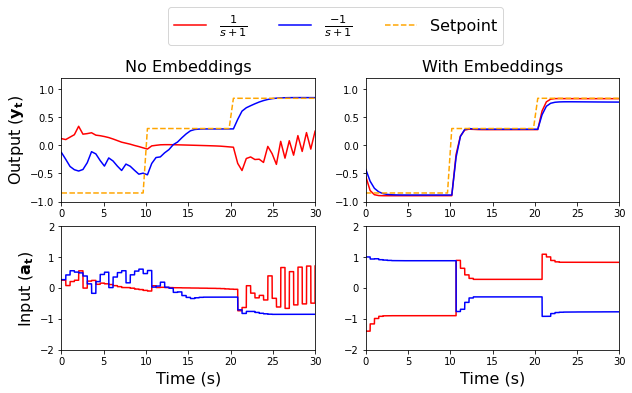 1/(s+1) −1/(s+1) Setpoint
No Embeddings With Embeddings
Output (yₜ)
1.0 1.0
0.5 0.5
0.0 0.0
−0.5 −0.5
−1.0 −1.0
0 5 10 15 20 25 30 0 5 10 15 20 25 30
Input (aₜ)
2 2
1 1
0 0
−1 −1
−2 −2
0 5 10 15 20 25 30 0 5 10 15 20 25 30
Time (s) Time (s)